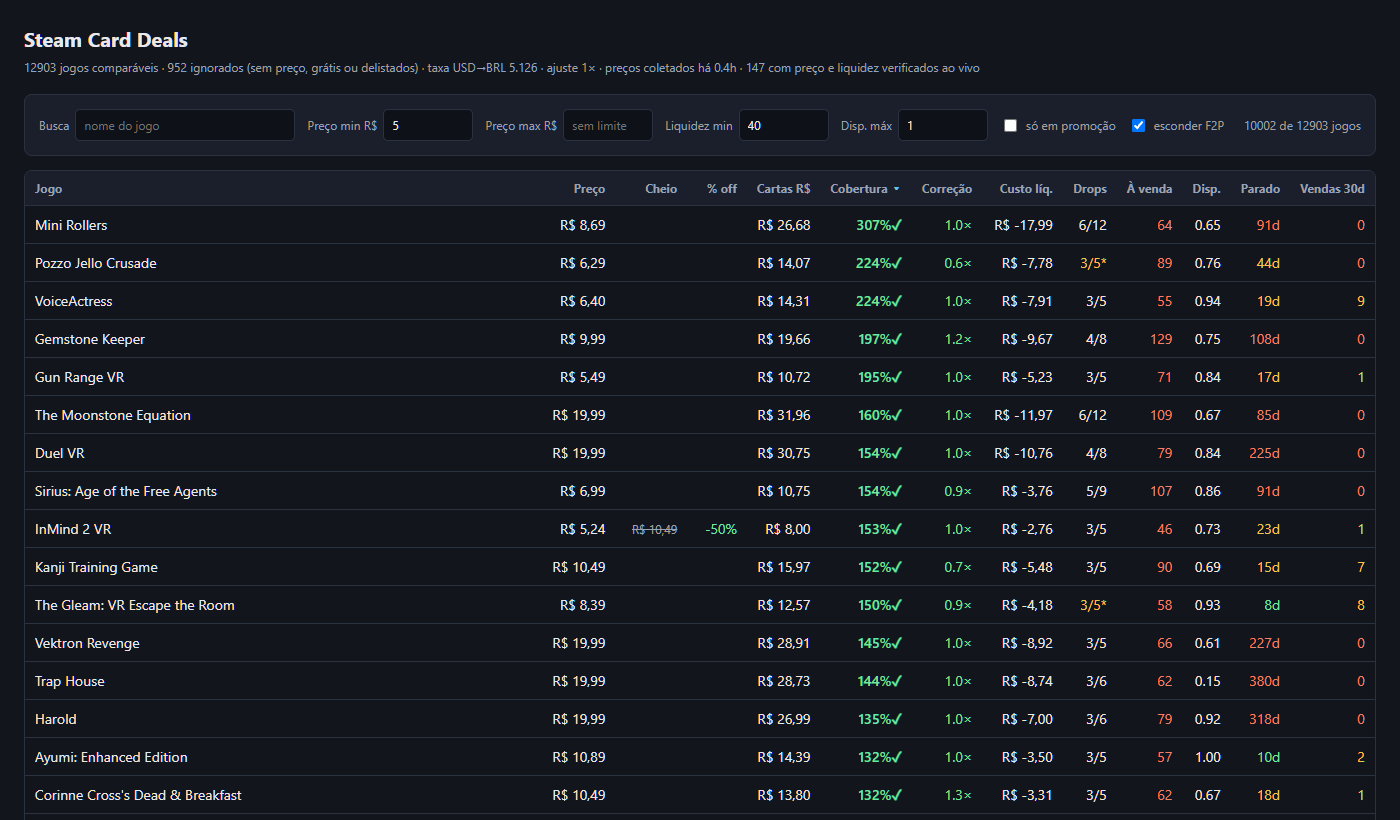 Steam Card Deals
12903 jogos comparáveis · 952 ignorados (sem preço, grátis ou delistados) · taxa USD→BRL 5.126 · ajuste 1× · preços coletados há 0.4h · 147 com preço e liquidez verificados ao vivo
Busca nome do jogo Preço min R$ 5 Preço max R$ sem limite Liquidez min 40 Disp. máx 1 só em promoção esconder F2P 10002 de 12903 jogos
Jogo Preço Cheio % off Cartas R$ Cobertura ▾ Correção Custo líq. Drops À venda Disp. Parado Vendas 30d
Mini Rollers R$ 8,69 R$ 26,68 307%✓ 1.0× R$ -17,99 6/12 64 0.65 91d 0
Pozzo Jello Crusade R$ 6,29 R$ 14,07 224%✓ 0.6× R$ -7,78 3/5* 89 0.76 44d 0
VoiceActress R$ 6,40 R$ 14,31 224%✓ 1.0× R$ -7,91 3/5 55 0.94 19d 9
Gemstone Keeper R$ 9,99 R$ 19,66 197%✓ 1.2× R$ -9,67 4/8 129 0.75 108d 0
Gun Range VR R$ 5,49 R$ 10,72 195%✓ 1.0× R$ -5,23 3/5 71 0.84 17d 1
The Moonstone Equation R$ 19,99 R$ 31,96 160%✓ 1.0× R$ -11,97 6/12 109 0.67 85d 0
Duel VR R$ 19,99 R$ 30,75 154%✓ 1.0× R$ -10,76 4/8 79 0.84 225d 0
Sirius: Age of the Free Agents R$ 6,99 R$ 10,75 154%✓ 0.9× R$ -3,76 5/9 107 0.86 91d 0
InMind 2 VR R$ 5,24 R$ 10,49 -50% R$ 8,00 153%✓ 1.0× R$ -2,76 3/5 46 0.73 23d 1
Kanji Training Game R$ 10,49 R$ 15,97 152%✓ 0.7× R$ -5,48 3/5 90 0.69 15d 7
The Gleam: VR Escape the Room R$ 8,39 R$ 12,57 150%✓ 0.9× R$ -4,18 3/5* 58 0.93 8d 8
Vektron Revenge R$ 19,99 R$ 28,91 145%✓ 1.0× R$ -8,92 3/5 66 0.61 227d 0
Trap House R$ 19,99 R$ 28,73 144%✓ 1.0× R$ -8,74 3/6 62 0.15 380d 0
Harold R$ 19,99 R$ 26,99 135%✓ 1.0× R$ -7,00 3/6 79 0.92 318d 0
Ayumi: Enhanced Edition R$ 10,89 R$ 14,39 132%✓ 1.0× R$ -3,50 3/5 57 1.00 10d 2
Corinne Cross's Dead & Breakfast R$ 10,49 R$ 13,80 132%✓ 1.3× R$ -3,31 3/5 62 0.67 18d 1